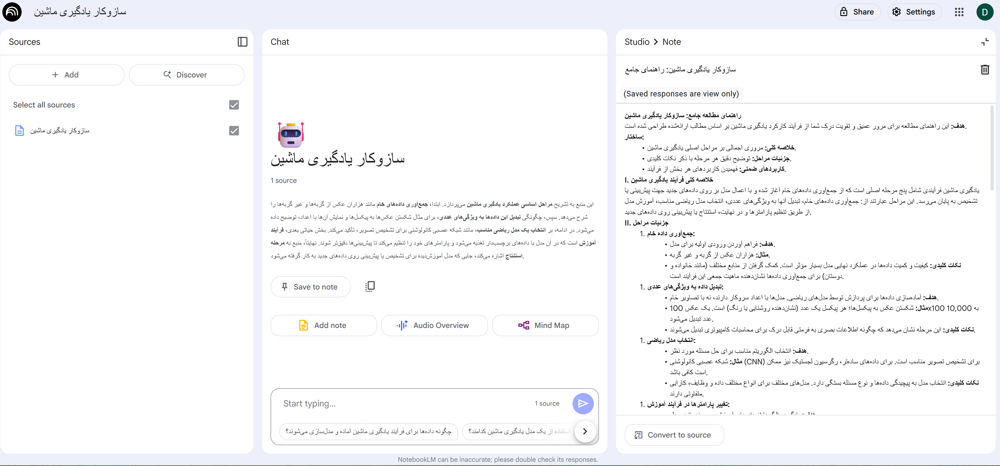 سازوکار یادگیری ماشین
Share
Settings
D
Sources
Add
Discover
Select all sources
سازوکار یادگیری ماشین
Chat
سازوکار یادگیری ماشین
1 source
این منبع به تشریح مراحل اساسی عملکرد یادگیری ماشین می‌پردازد. ابتدا، جمع‌آوری داده‌های خام مانند هزاران عکس از گربه‌ها و غیر گربه‌ها را
شرح می‌دهد. سپس، چگونگی تبدیل این داده‌ها به ویژگی‌های عددی، برای مثال شکستن عکس‌ها به پیکسل‌ها و نمایش آن‌ها با اعداد، توضیح داده
می‌شود. در ادامه، بر انتخاب یک مدل ریاضی مناسب، مانند شبکه عصبی کانولوشنی برای تشخیص تصویر، تأکید می‌کند. بخش حیاتی بعدی، فرآیند
آموزش است که در آن مدل با داده‌های برچسب‌دار تغذیه می‌شود و پارامترهای خود را تنظیم می‌کند تا پیش‌بینی‌ها دقیق‌تر شوند. نهایتاً، منبع به مرحله
استنتاج اشاره می‌کند، جایی که مدل آموزش‌دیده برای تشخیص یا پیش‌بینی روی داده‌های جدید به کار گرفته می‌شود.
Save to note
Add note
Audio Overview
Mind Map
Start typing...
1 source
چگونه داده‌ها برای فرآیند یادگیری ماشین آماده و مدل‌سازی می‌شوند؟
استفاده از یک مدل یادگیری ماشین کدامند؟
Studio > Note
سازوکار یادگیری ماشین: راهنمای جامع
(Saved responses are view only)
راهنمای مطالعه جامع: سازوکار یادگیری ماشین
هدف: این راهنمای مطالعه برای مرور عمیق و تقویت درک شما از فرآیند کارکرد یادگیری ماشین بر اساس مطالب ارائه‌شده طراحی شده است.
ساختار:
• خلاصه کلی: مروری اجمالی بر مراحل اصلی یادگیری ماشین.
• جزئیات مراحل: توضیح دقیق هر مرحله با ذکر نکات کلیدی.
• کاربردهای ضمنی: فهمیدن کاربردهای هر بخش از فرآیند.
I. خلاصه کلی فرآیند یادگیری ماشین
یادگیری ماشین فرآیندی شامل پنج مرحله اصلی است که از جمع‌آوری داده‌های خام آغاز شده و با اعمال مدل بر روی داده‌های جدید جهت پیش‌بینی یا
تشخیص به پایان می‌رسد. این مراحل عبارتند از: جمع‌آوری داده‌های خام، تبدیل آنها به ویژگی‌های عددی، انتخاب مدل ریاضی مناسب، آموزش مدل
از طریق تنظیم پارامترها و در نهایت، استنتاج یا پیش‌بینی روی داده‌های جدید.
II. جزئیات مراحل
1. جمع‌آوری داده خام:
• هدف: فراهم آوردن ورودی اولیه برای مدل.
• مثال: هزاران عکس از گربه و غیر گربه.
• نکات کلیدی: کیفیت و کمیت داده‌ها در عملکرد نهایی مدل بسیار مؤثر است. کمک گرفتن از منابع مختلف (مانند خانواده و
دوستان) برای جمع‌آوری داده‌ها نشان‌دهنده ماهیت جمعی این فرآیند است.
1. تبدیل داده به ویژگی‌های عددی:
• هدف: آماده‌سازی داده‌ها برای پردازش توسط مدل‌های ریاضی. مدل‌ها با اعداد سروکار دارند، نه با تصاویر خام.
• مثال: شکستن عکس به پیکسل‌ها؛ هر پیکسل یک عدد (نشان‌دهنده روشنایی یا رنگ) است. یک عکس 100x100 به 10,000
عدد تبدیل می‌شود.
• نکات کلیدی: این مرحله نشان می‌دهد که چگونه اطلاعات بصری به فرمتی قابل درک برای محاسبات کامپیوتری تبدیل می‌شوند.
1. انتخاب مدل ریاضی:
• هدف: انتخاب الگوریتم مناسب برای حل مسئله مورد نظر.
• مثال: شبکه عصبی کانولوشنی (CNN) برای تشخیص تصویر مناسب است. برای داده‌های ساده‌تر، رگرسیون لجستیک نیز ممکن
است کافی باشد.
• نکات کلیدی: انتخاب مدل به پیچیدگی داده‌ها و نوع مسئله بستگی دارد. مدل‌های مختلف برای انواع مختلف داده و وظایف، کارایی
متفاوتی دارند.
1. تغییر پارامترها در فرآیند آموزش:
Convert to source
NotebookLM can be inaccurate; please double check its responses.